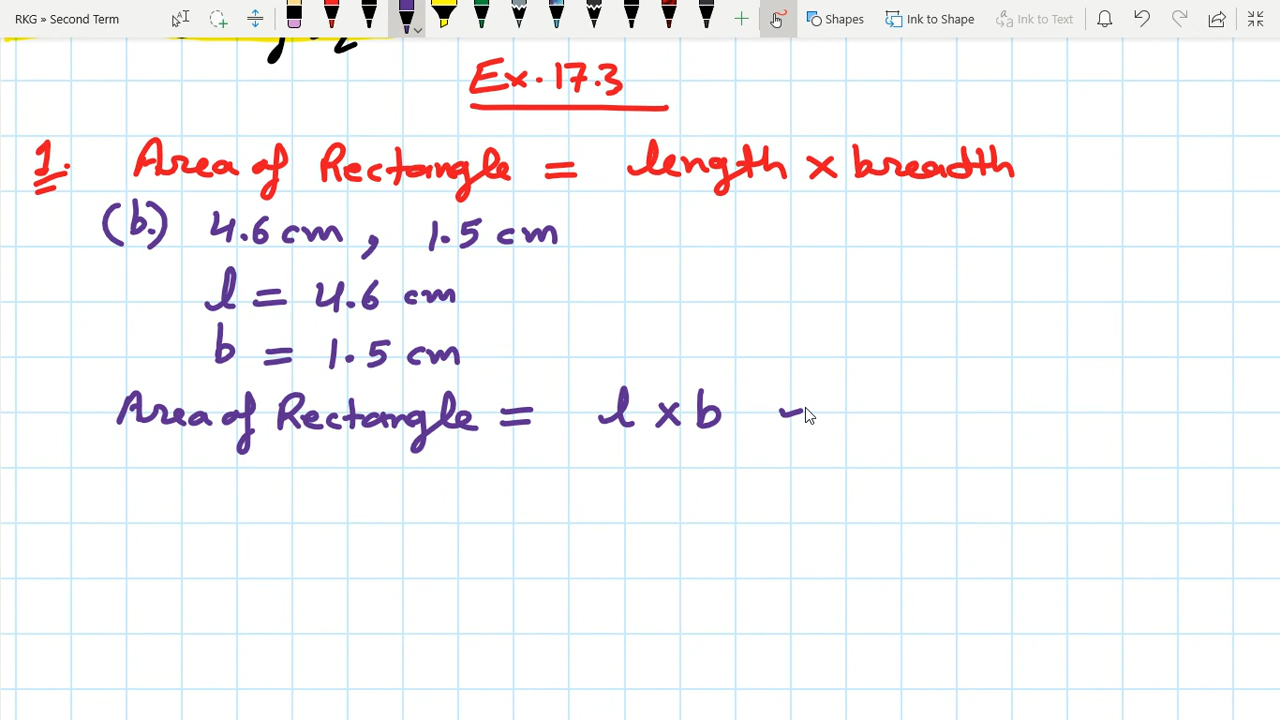 RKG » Second Term
Shapes
Ink to Shape
Ink to Text
Ex. 17.3
1. Area of Rectangle = length x breadth
(b.) 4.6 cm , 1.5 cm
l = 4.6 cm
b = 1.5 cm
Area of Rectangle = l x b